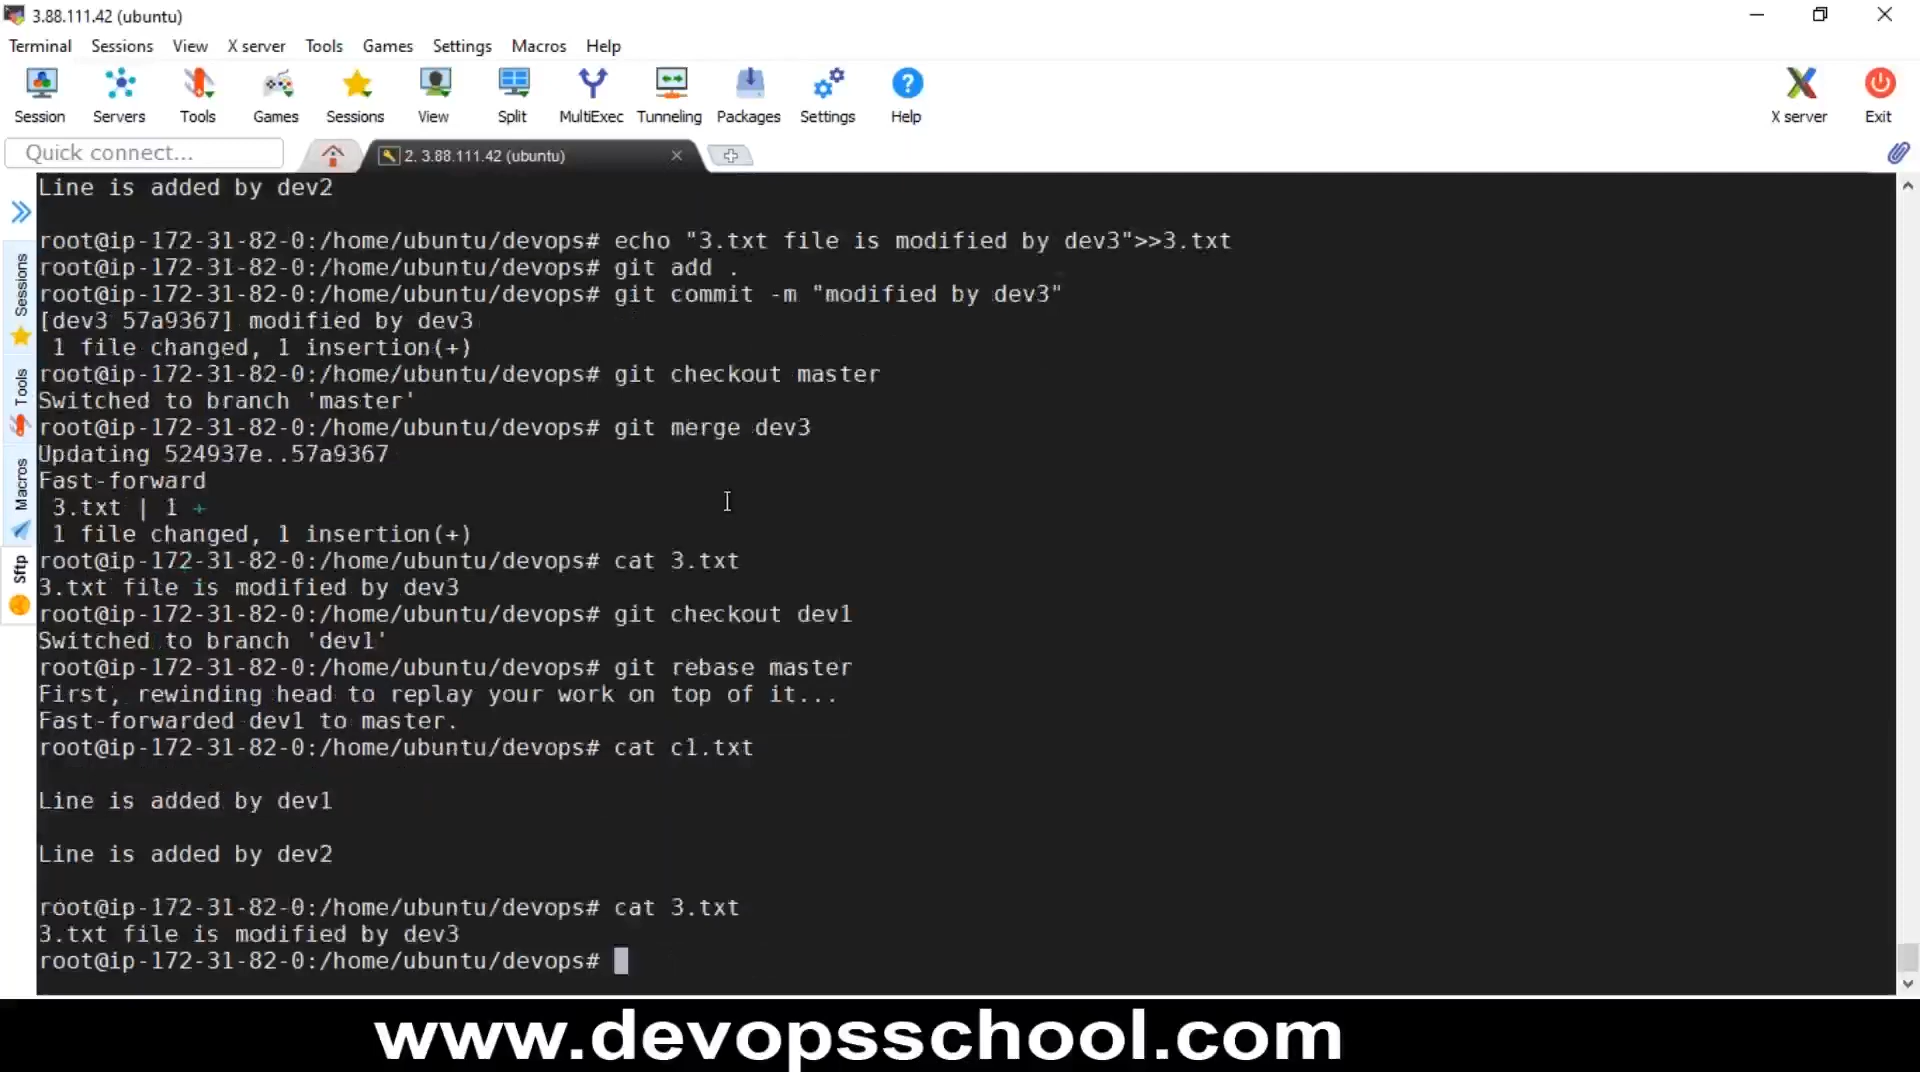 3.88.111.42 (ubuntu)
Terminal Sessions View X server Tools Games Settings Macros Help
Session Servers Tools Games Sessions View Split MultiExec Tunneling Packages Settings Help X server Exit
Quick connect... 2. 3.88.111.42 (ubuntu)
Sessions
Tools
Macros
Sftp
Line is added by dev2
root@ip-172-31-82-0:/home/ubuntu/devops# echo "3.txt file is modified by dev3">>3.txt
root@ip-172-31-82-0:/home/ubuntu/devops# git add .
root@ip-172-31-82-0:/home/ubuntu/devops# git commit -m "modified by dev3"
[dev3 57a9367] modified by dev3
1 file changed, 1 insertion(+)
root@ip-172-31-82-0:/home/ubuntu/devops# git checkout master
Switched to branch 'master'
root@ip-172-31-82-0:/home/ubuntu/devops# git merge dev3
Updating 524937e..57a9367
Fast-forward
3.txt | 1 +
1 file changed, 1 insertion(+)
root@ip-172-31-82-0:/home/ubuntu/devops# cat 3.txt
3.txt file is modified by dev3
root@ip-172-31-82-0:/home/ubuntu/devops# git checkout dev1
Switched to branch 'dev1'
root@ip-172-31-82-0:/home/ubuntu/devops# git rebase master
First, rewinding head to replay your work on top of it...
Fast-forwarded dev1 to master.
root@ip-172-31-82-0:/home/ubuntu/devops# cat c1.txt
Line is added by dev1
Line is added by dev2
root@ip-172-31-82-0:/home/ubuntu/devops# cat 3.txt
3.txt file is modified by dev3
root@ip-172-31-82-0:/home/ubuntu/devops#
www.devopsschool.com